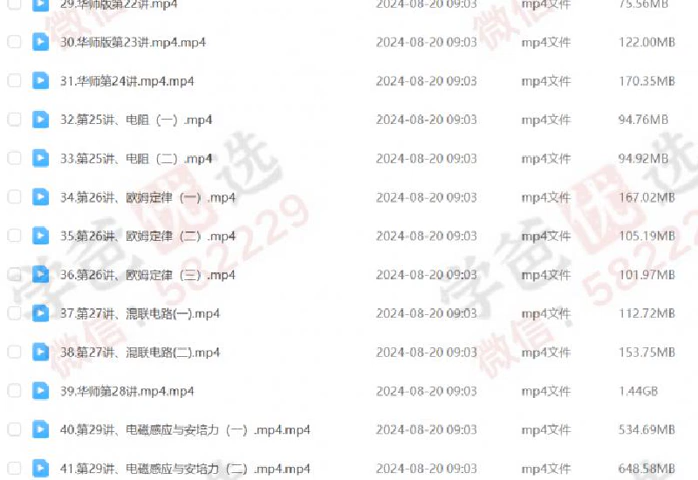 29.华师版第22讲.mp4 2024-08-20 09:03 mp4文件 75.56MB
30.华师版第23讲.mp4.mp4 2024-08-20 09:03 mp4文件 122.00MB
31.华师第24讲.mp4.mp4 2024-08-20 09:03 mp4文件 170.35MB
32.第25讲、电阻（一）.mp4 2024-08-20 09:03 mp4文件 94.76MB
33.第25讲、电阻（二）.mp4 2024-08-20 09:03 mp4文件 94.92MB
34.第26讲、欧姆定律（一）.mp4 2024-08-20 09:03 mp4文件 167.02MB
35.第26讲、欧姆定律（二）.mp4 2024-08-20 09:03 mp4文件 105.19MB
36.第26讲、欧姆定律（三）.mp4 2024-08-20 09:03 mp4文件 101.97MB
37.第27讲、混联电路(一).mp4 2024-08-20 09:03 mp4文件 112.72MB
38.第27讲、混联电路(二).mp4 2024-08-20 09:03 mp4文件 153.75MB
39.华师第28讲.mp4.mp4 2024-08-20 09:03 mp4文件 1.44GB
40.第29讲、电磁感应与安培力（一）.mp4.mp4 2024-08-20 09:03 mp4文件 534.69MB
41.第29讲、电磁感应与安培力（二）.mp4.mp4 2024-08-20 09:03 mp4文件 648.58MB
学爸优选
微信：582229
学爸优选
微信：582229